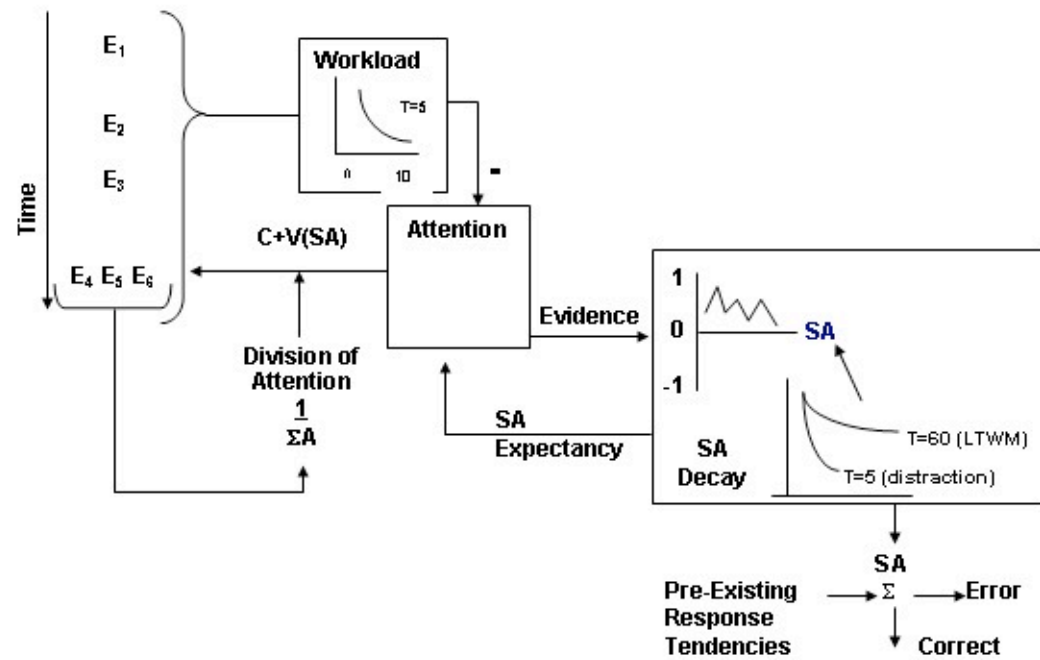 Time
E1
E2
E3
E4 E5 E6
Workload
T=5
0 10
-
Attention
C+V(SA)
Division of
Attention
1
ΣA
Evidence
SA
Expectancy
1
0
-1
SA
SA
Decay
T=60 (LTWM)
T=5 (distraction)
SA
Σ
Pre-Existing
Response
Tendencies
Error
Correct